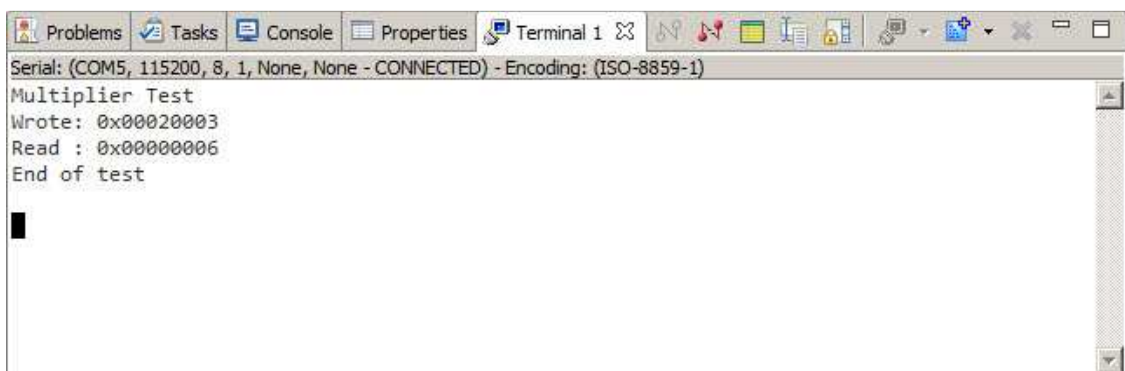 Problems Tasks Console Properties Terminal 1
Serial: (COM5, 115200, 8, 1, None, None - CONNECTED) - Encoding: (ISO-8859-1)
Multiplier Test
Wrote: 0x00020003
Read : 0x00000006
End of test